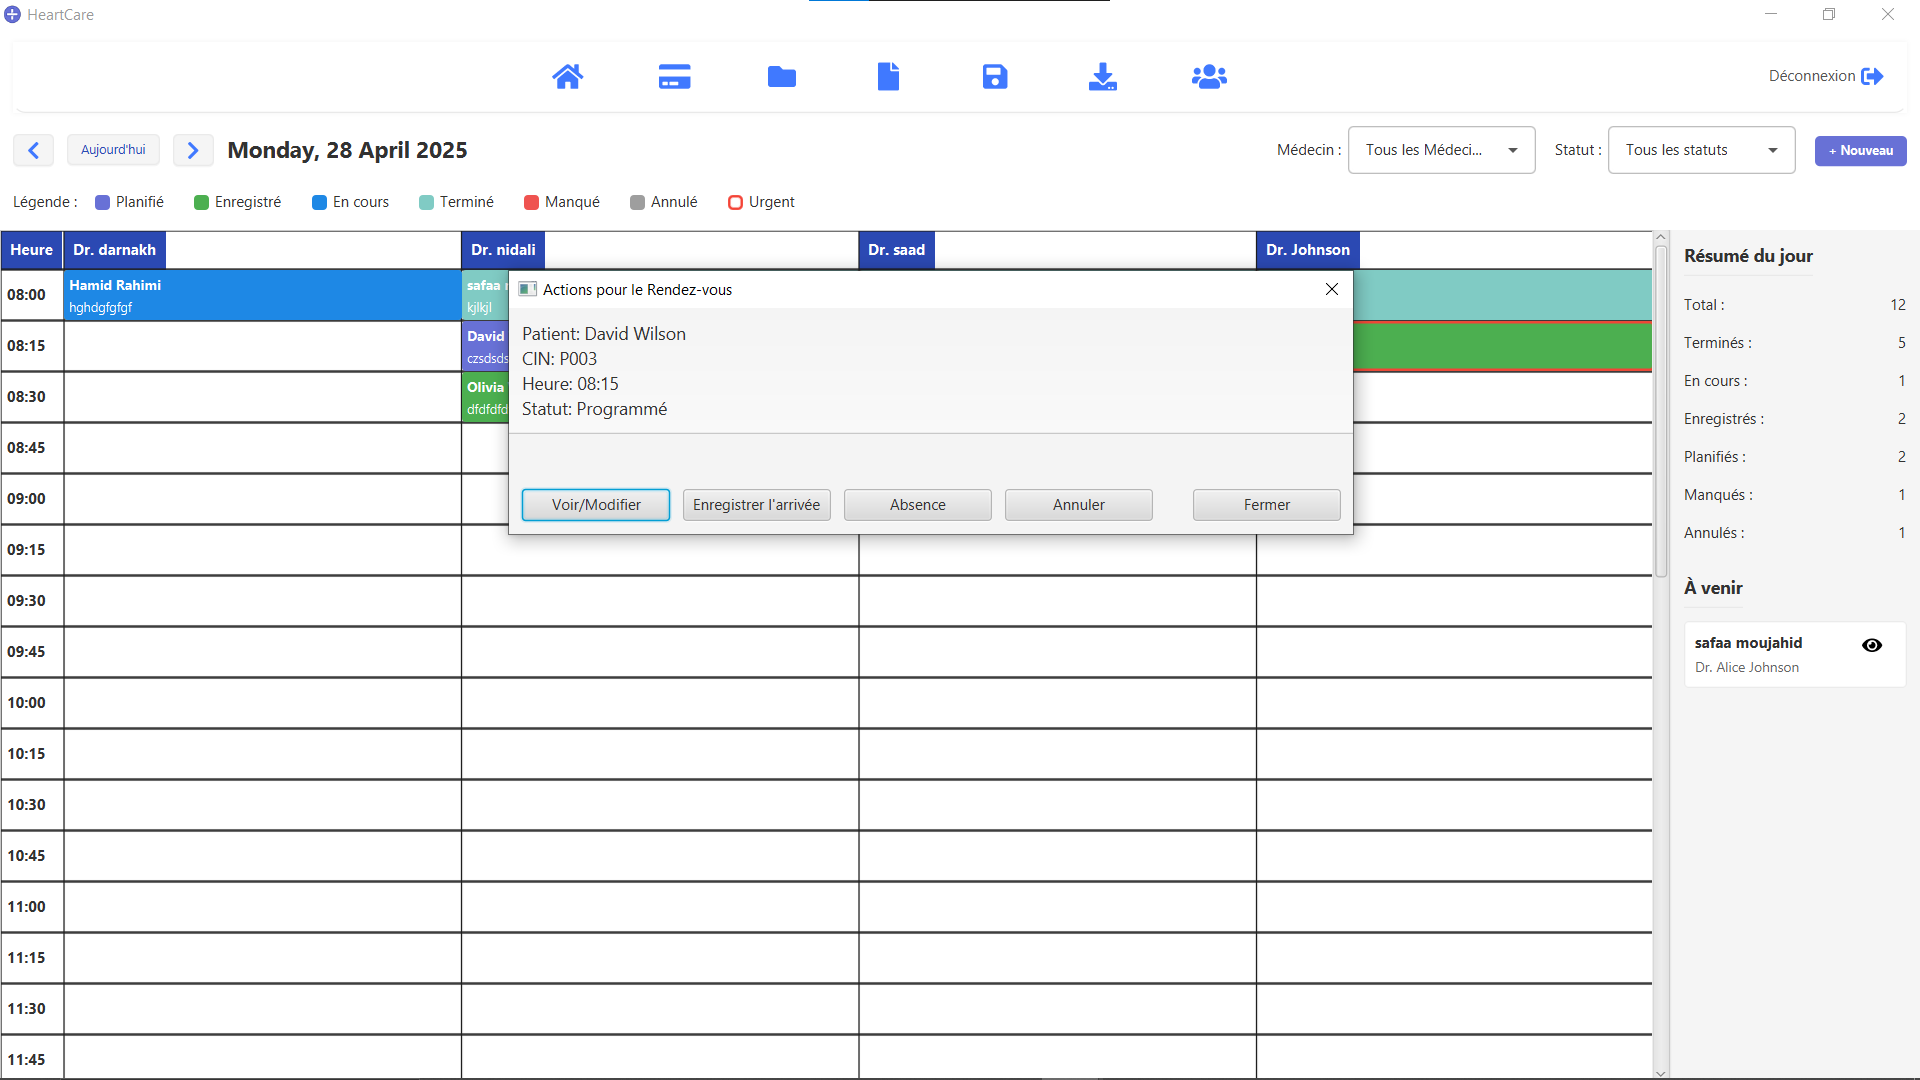 HeartCare
Déconnexion
Aujourd'hui
Monday, 28 April 2025
Médecin :
Tous les Médeci...
Statut :
Tous les statuts
+ Nouveau
Légende :
Planifié
Enregistré
En cours
Terminé
Manqué
Annulé
Urgent
Heure
Dr. darnakh
Dr. nidali
Dr. saad
Dr. Johnson
08:00
Hamid Rahimi
hghdgfgfgf
safaa
kjlkjl
08:15
David
czsdsds
08:30
Olivia
dfdfdfd
08:45
09:00
09:15
09:30
09:45
10:00
10:15
10:30
10:45
11:00
11:15
11:30
11:45
Actions pour le Rendez-vous
Patient: David Wilson
CIN: P003
Heure: 08:15
Statut: Programmé
Voir/Modifier
Enregistrer l'arrivée
Absence
Annuler
Fermer
Résumé du jour
Total : 12
Terminés : 5
En cours : 1
Enregistrés : 2
Planifiés : 2
Manqués : 1
Annulés : 1
À venir
safaa moujahid
Dr. Alice Johnson